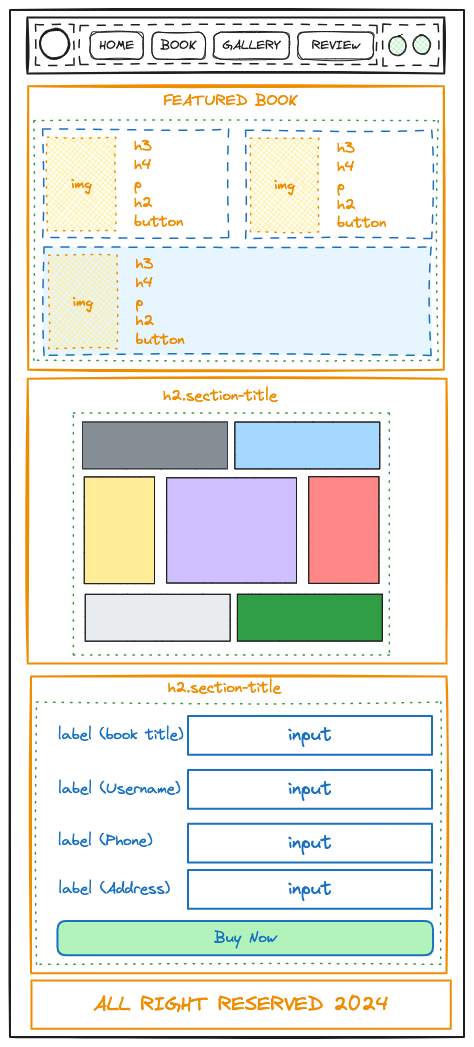 HOME BOOK GALLERY REVIEW
FEATURED BOOK
img
h3
h4
p
h2
button
img
h3
h4
p
h2
button
img
h3
h4
p
h2
button
h2.section-title
h2.section-title
label (book title) input
label (Username) input
label (Phone) input
label (Address) input
Buy Now
ALL RIGHT RESERVED 2024